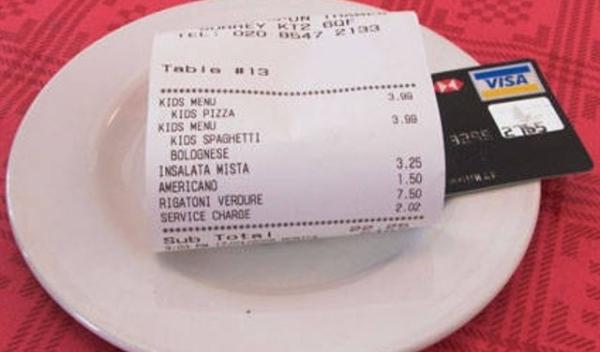 SURREY KT2 6QF
TEL: 020 8547 2133
Table #13
KIDS MENU 3.99
KIDS PIZZA
KIDS MENU 3.99
KIDS SPAGHETTI
BOLOGNESE
INSALATA MISTA 3.25
AMERICANO 1.50
RIGATONI VERDURE 7.50
SERVICE CHARGE 2.02
Sub Total 22.25
VISA